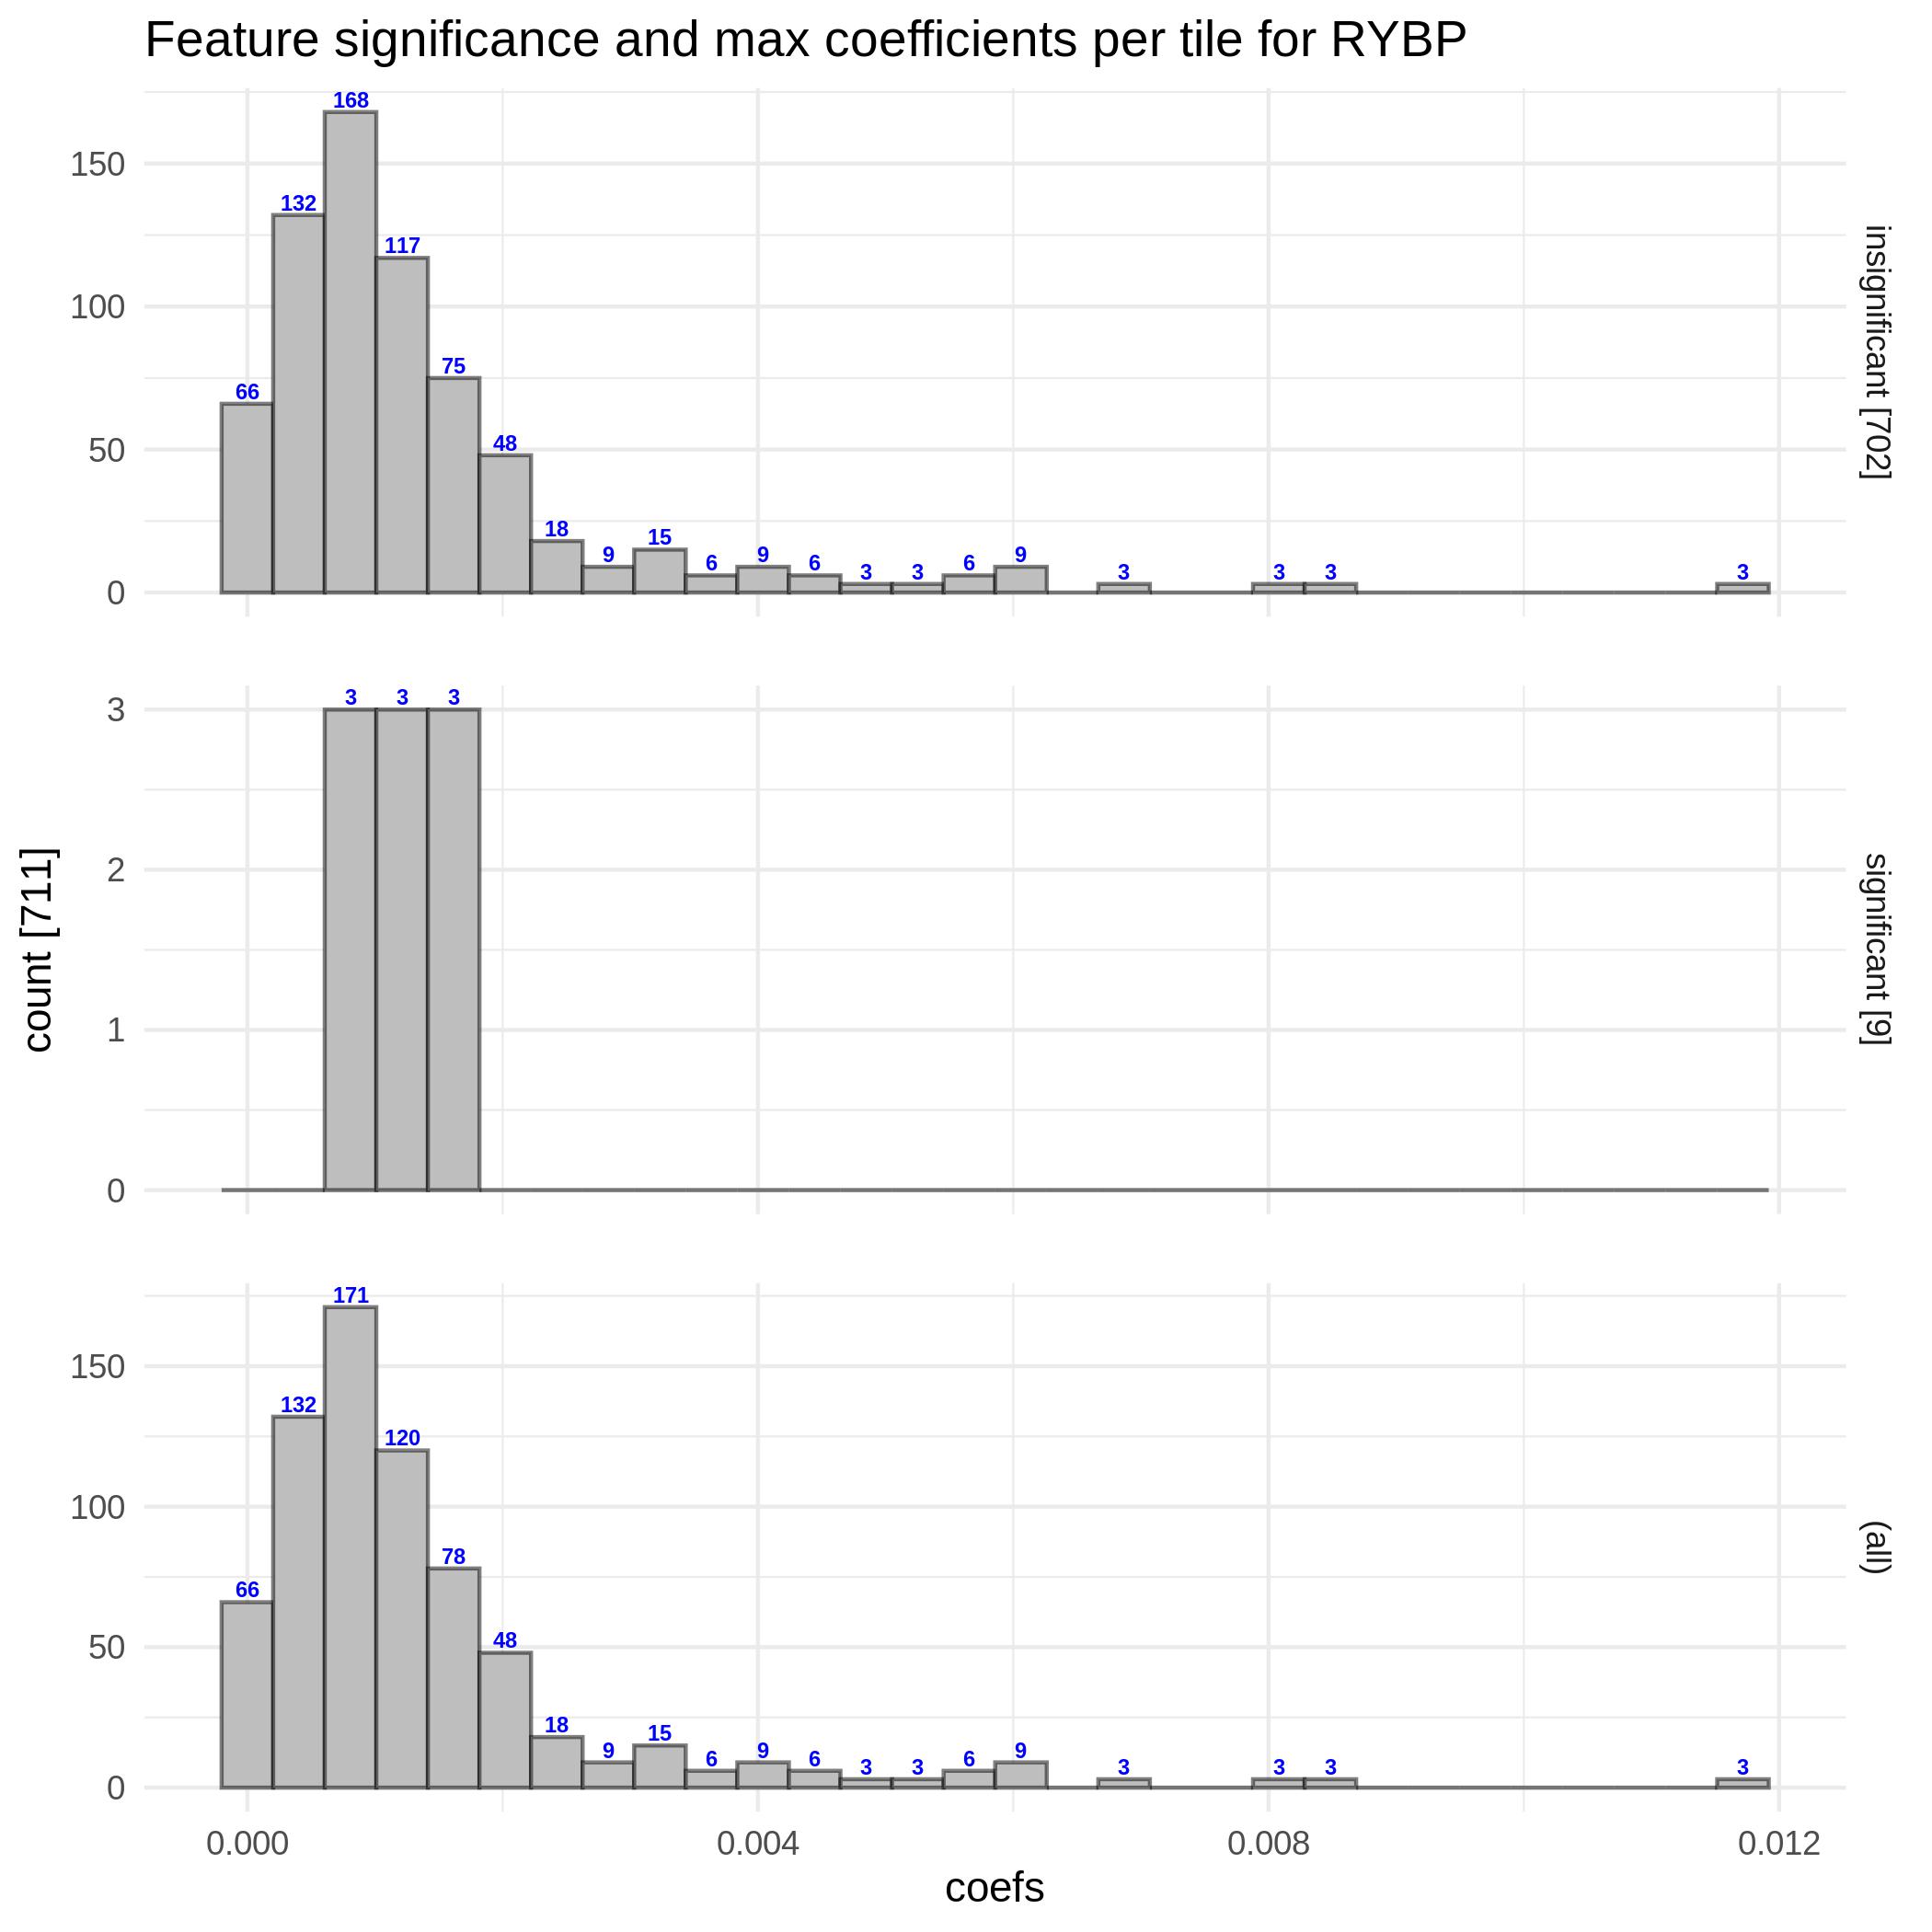 Feature significance and max coefficients per tile for RYBP
count [711]
150
100
50
0
66 132 168 117 75 48 18 9 15 6 9 6 3 3 6 9 3 3 3 3
insignificant [702]
3
2
1
0
3 3 3
significant [9]
150
100
50
0
66 132 171 120 78 48 18 9 15 6 9 6 3 3 6 9 3 3 3 3
(all)
0.000 0.004 0.008 0.012
coefs